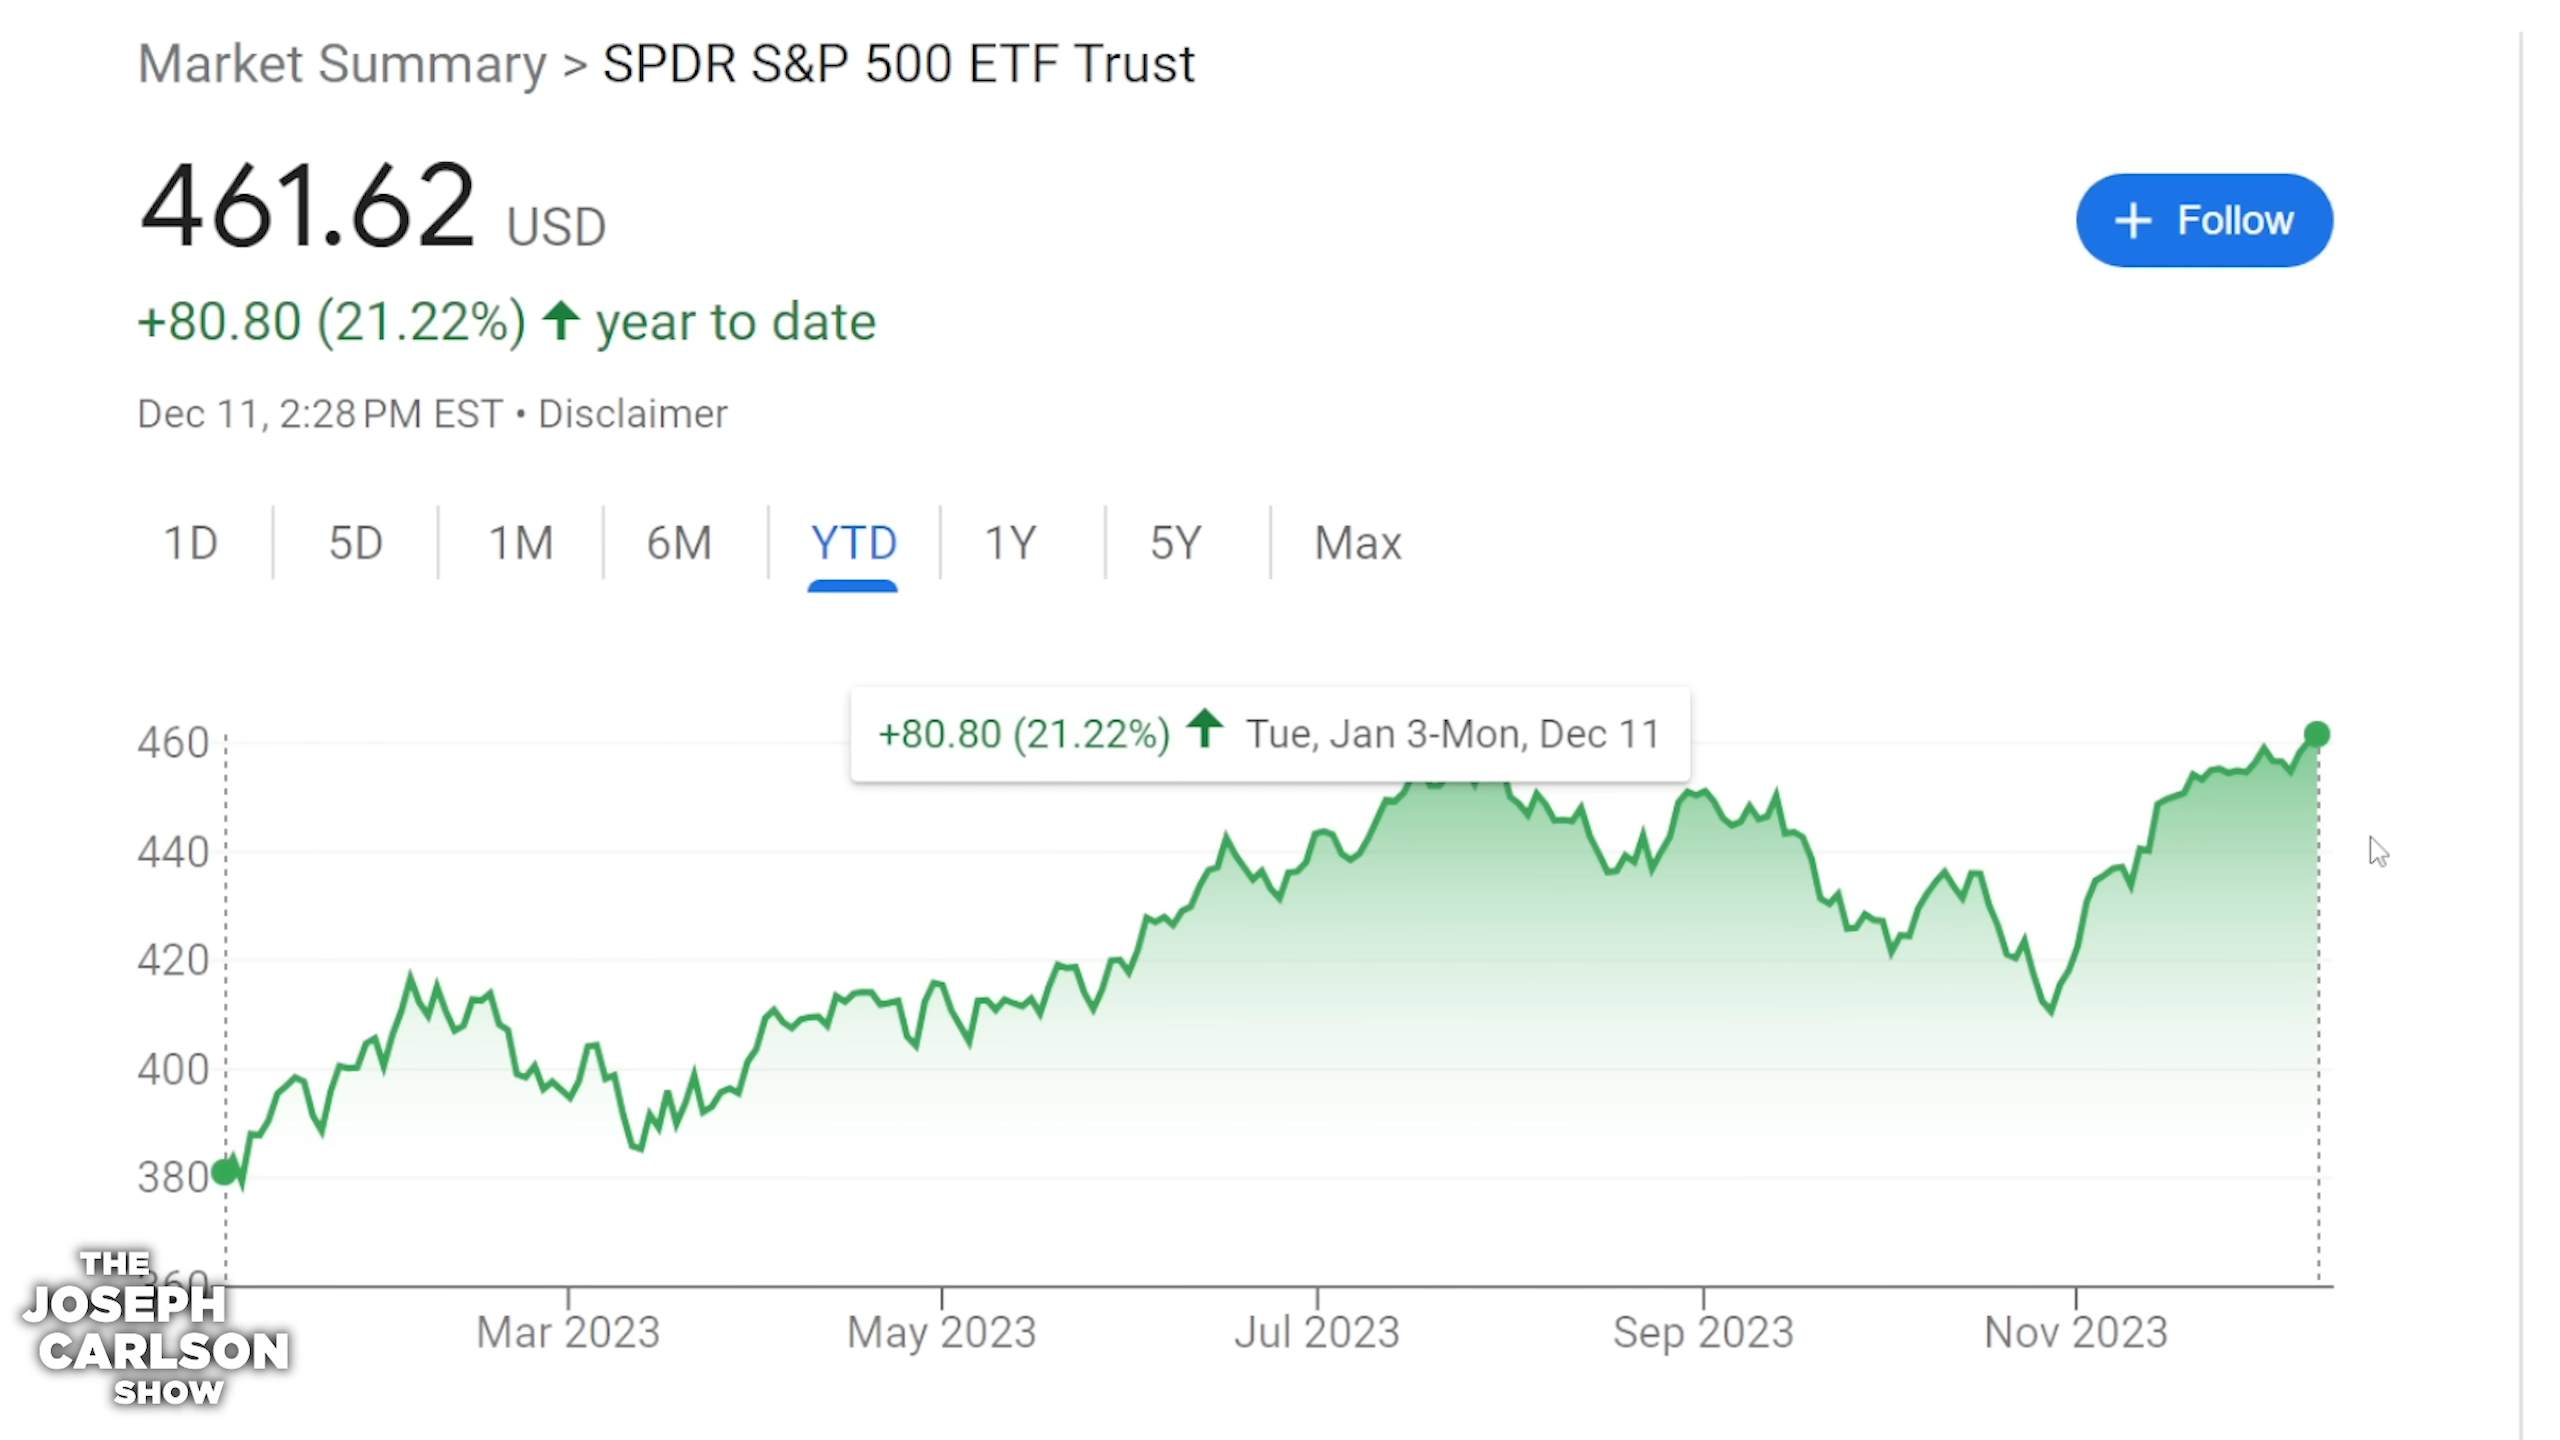 Market Summary > SPDR S&P 500 ETF Trust
461.62 USD
+ Follow
+80.80 (21.22%) ↑ year to date
Dec 11, 2:28 PM EST • Disclaimer
1D 5D 1M 6M YTD 1Y 5Y Max
+80.80 (21.22%) ↑ Tue, Jan 3-Mon, Dec 11
460
440
420
400
380
Mar 2023 May 2023 Jul 2023 Sep 2023 Nov 2023
THE
JOSEPH
CARLSON
SHOW